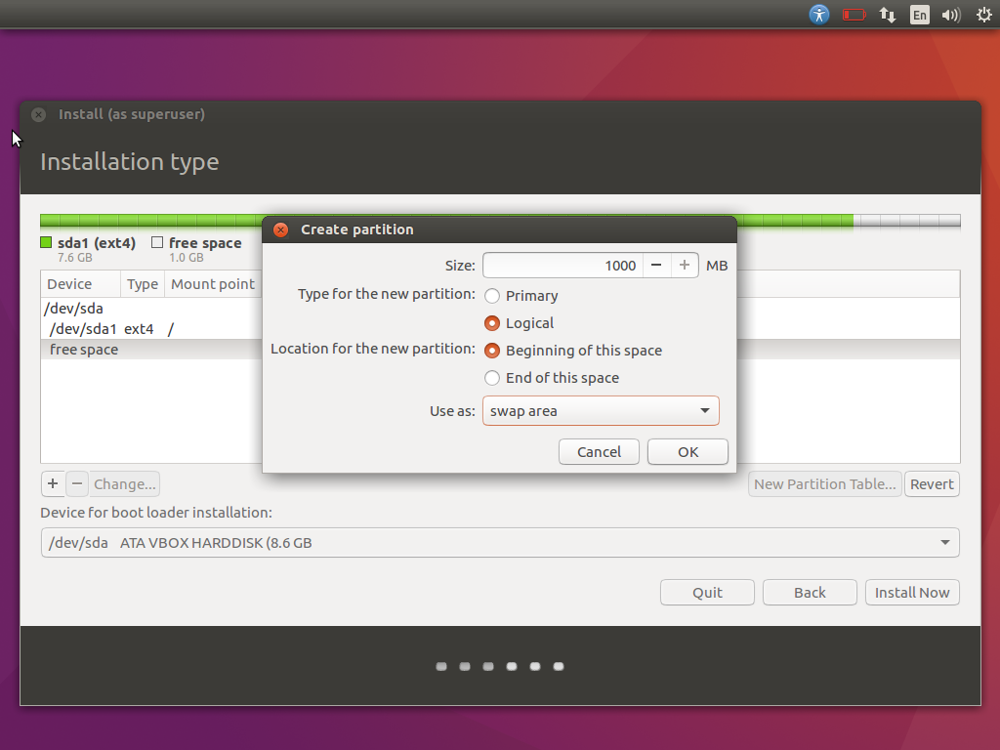 En
Install (as superuser)
Installation type
sda1 (ext4)
7.6 GB
free space
1.0 GB
Device Type Mount point
/dev/sda
/dev/sda1 ext4 /
free space
Create partition
Size: 1000 MB
Type for the new partition: Primary
Logical
Location for the new partition: Beginning of this space
End of this space
Use as: swap area
Cancel OK
+ − Change... New Partition Table... Revert
Device for boot loader installation:
/dev/sda ATA VBOX HARDDISK (8.6 GB
Quit Back Install Now